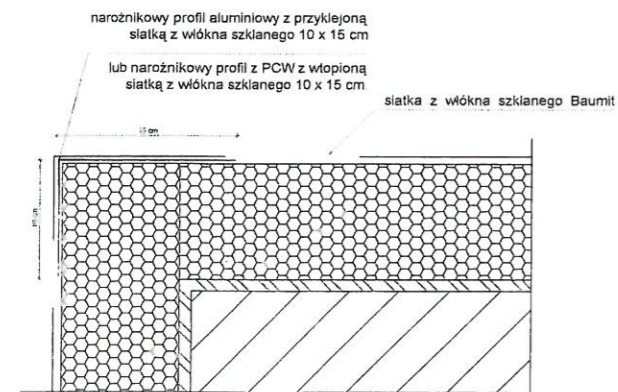 narożnikowy profil aluminiowy z przyklejoną
siatką z włókna szklanego 10 x 15 cm
lub narożnikowy profil z PCW z wtopioną
siatką z włókna szklanego 10 x 15 cm
siatka z włókna szklanego Baumit
15 cm